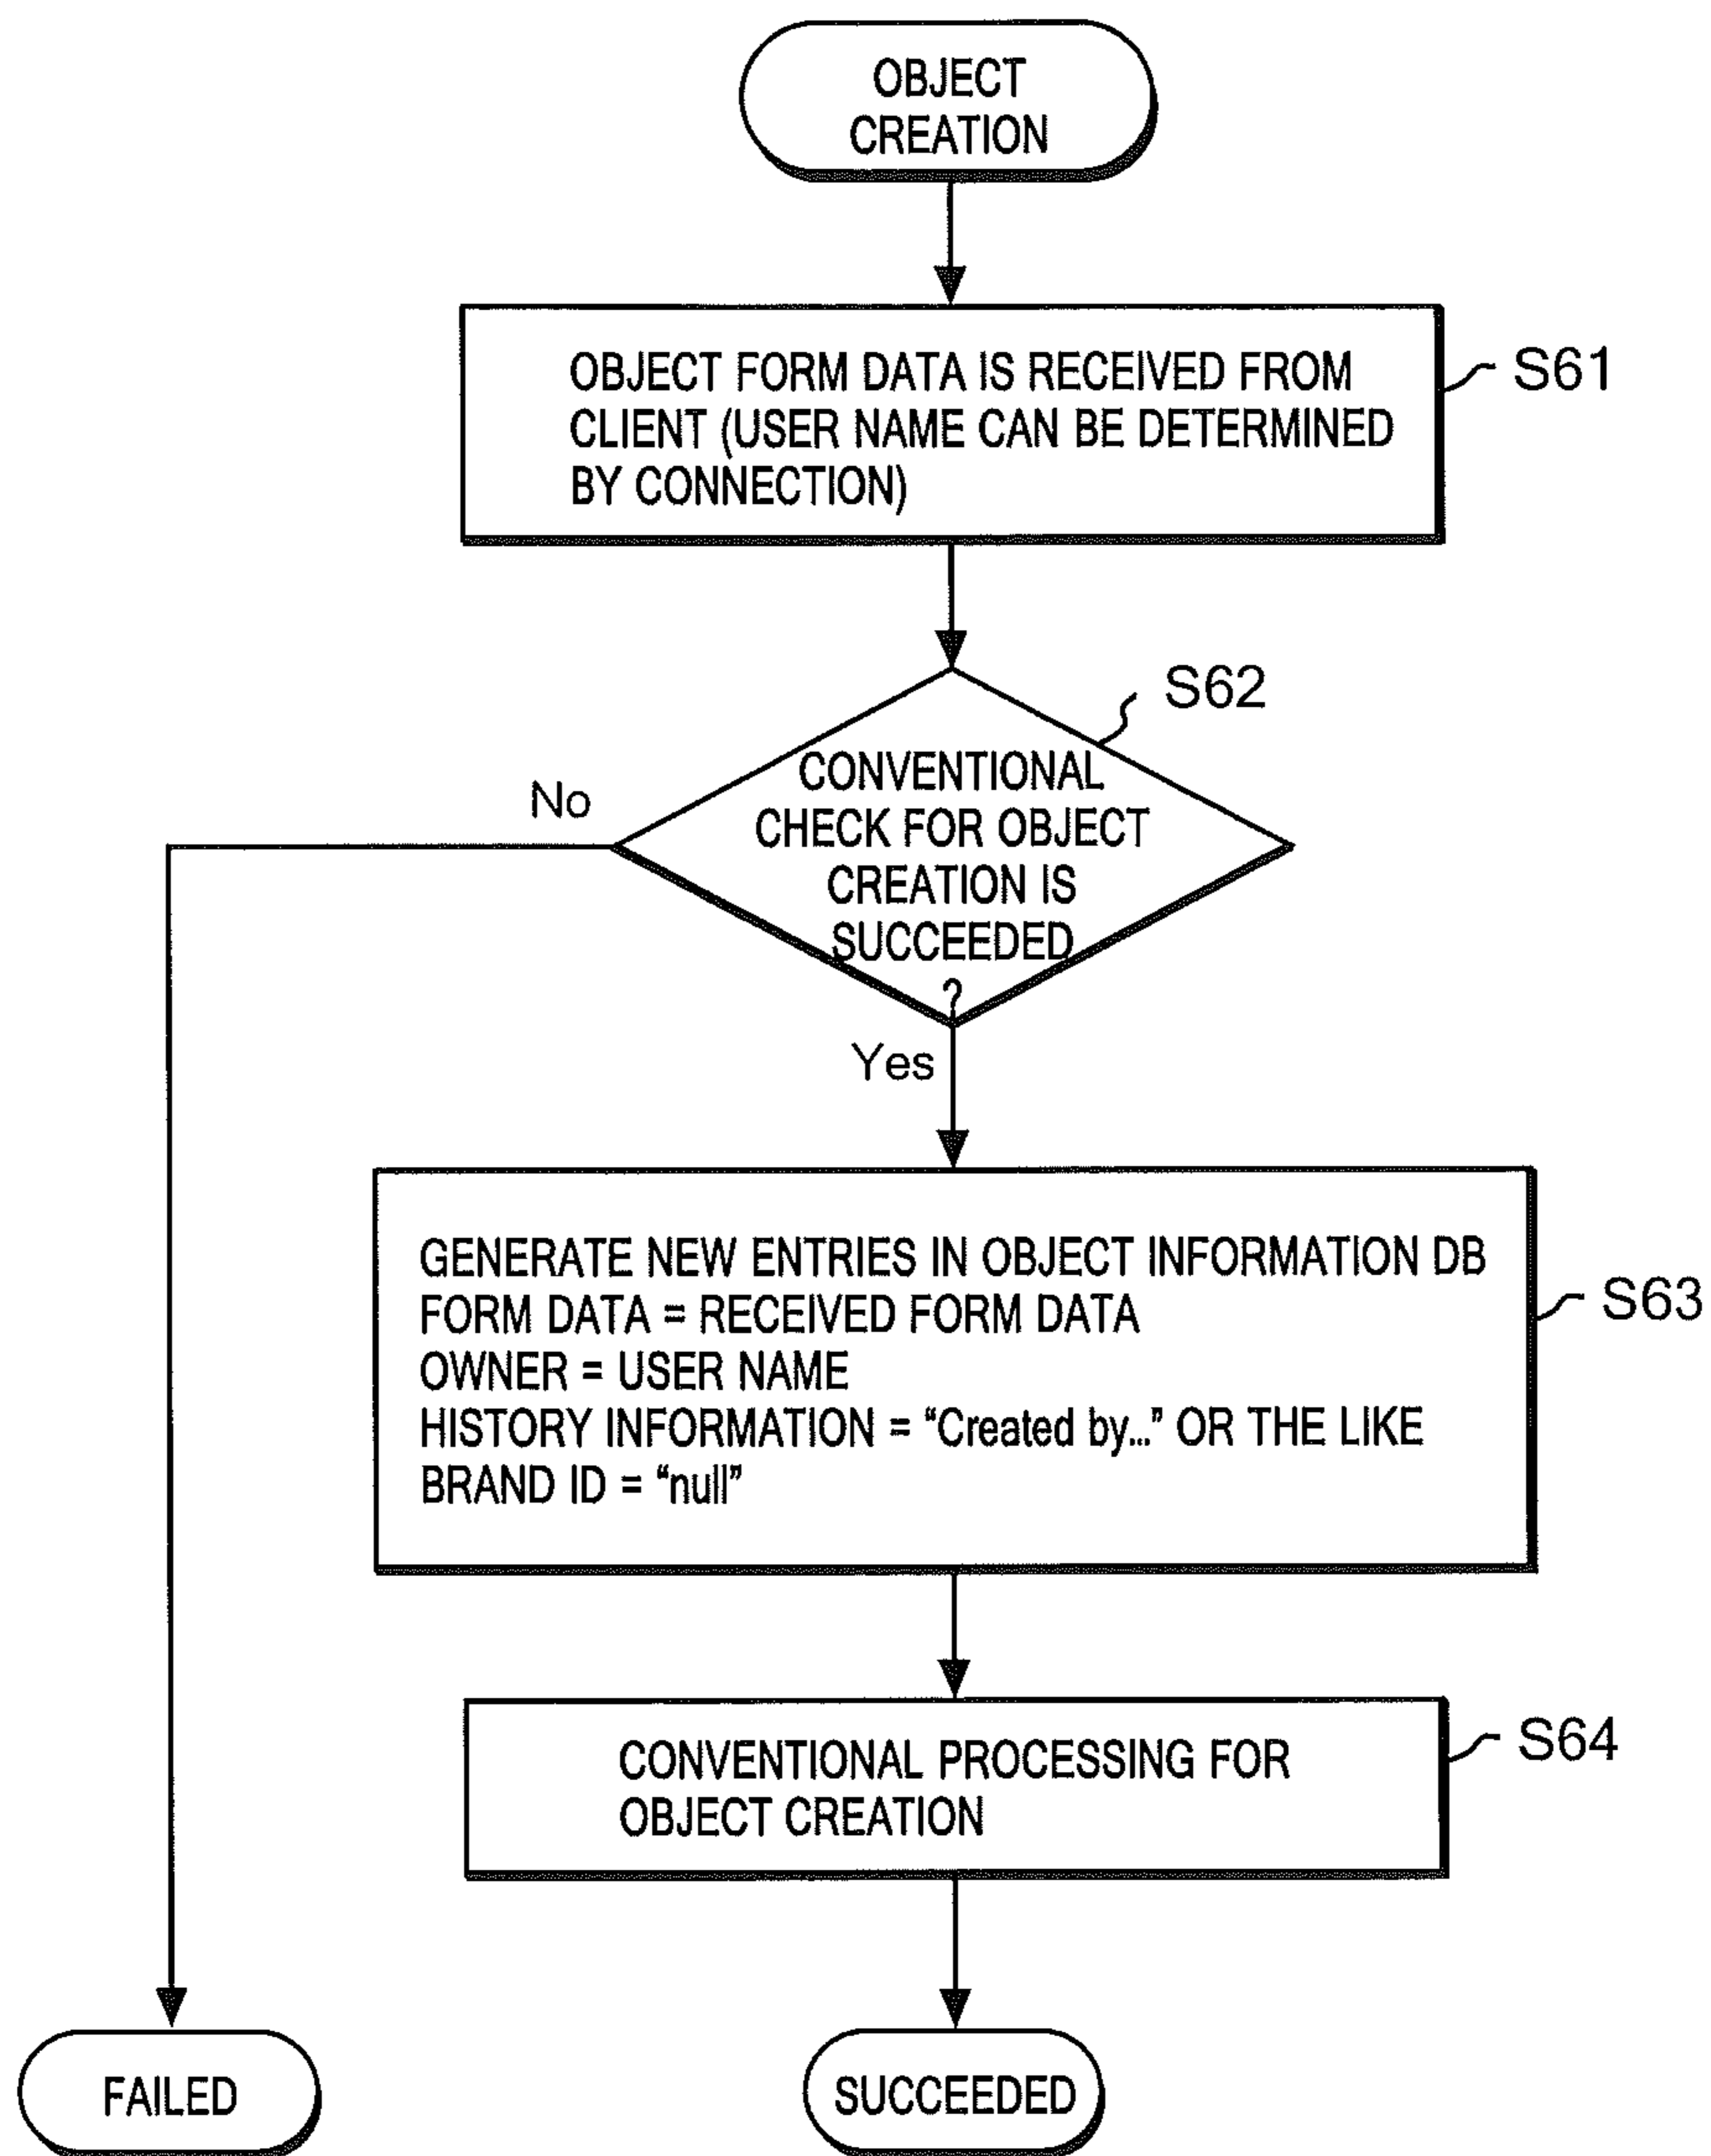 OBJECT
CREATION
OBJECT FORM DATA IS RECEIVED FROM
CLIENT (USER NAME CAN BE DETERMINED
BY CONNECTION)
S61
S62
CONVENTIONAL
CHECK FOR OBJECT
CREATION IS
SUCCEEDED
?
No
Yes
GENERATE NEW ENTRIES IN OBJECT INFORMATION DB
FORM DATA = RECEIVED FORM DATA
OWNER = USER NAME
HISTORY INFORMATION = “Created by...” OR THE LIKE
BRAND ID = “null”
S63
CONVENTIONAL PROCESSING FOR
OBJECT CREATION
S64
FAILED
SUCCEEDED